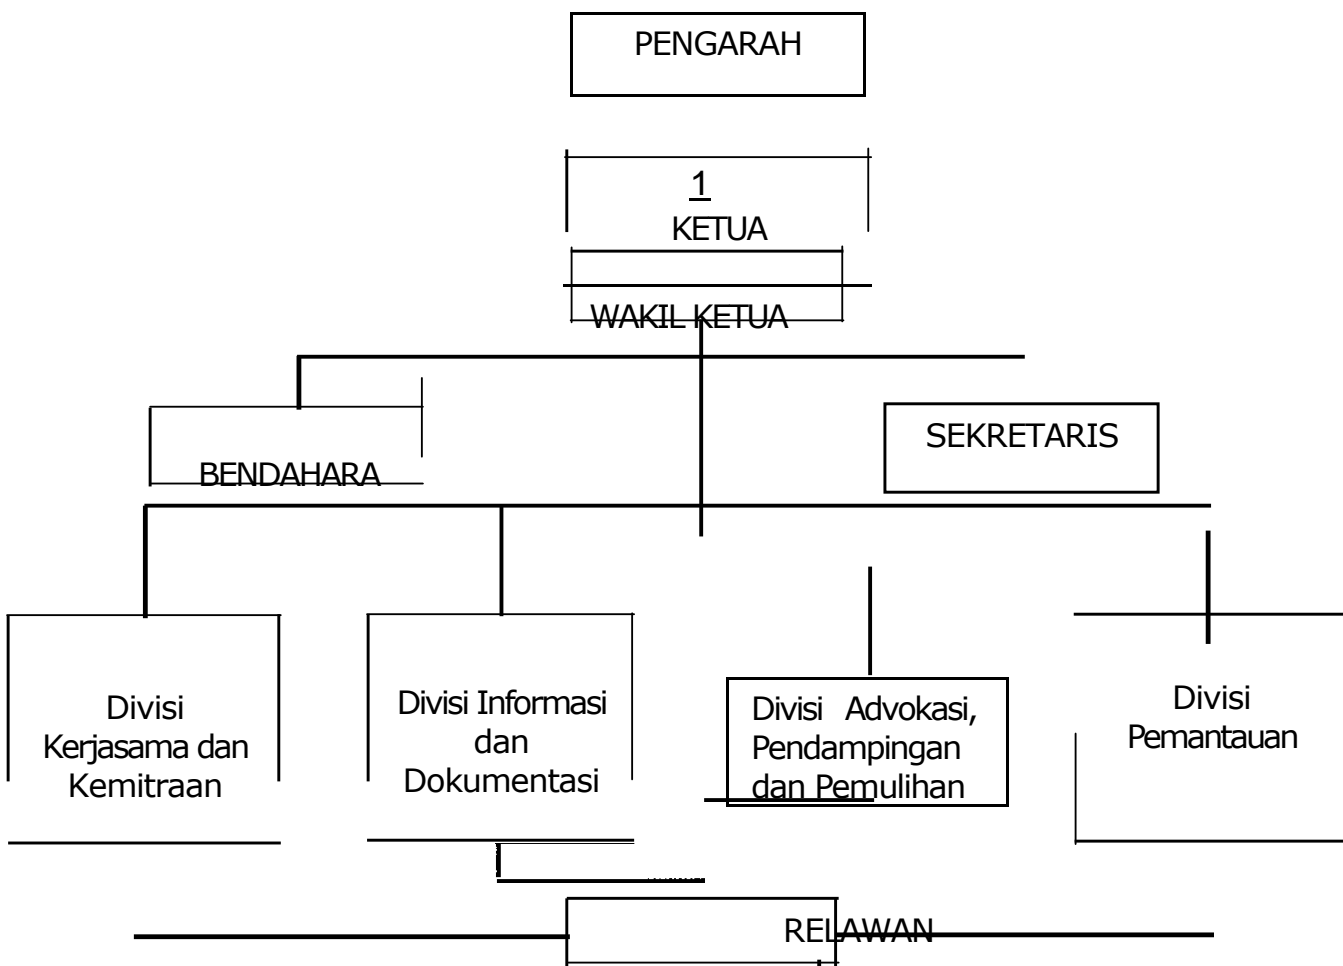 PENGARAH
1
KETUA
WAKIL KETUA
SEKRETARIS
BENDAHARA
Divisi
Kerjasama dan
Kemitraan
Divisi Informasi
dan
Dokumentasi
Divisi Advokasi,
Pendampingan
dan Pemulihan
Divisi
Pemantauan
RELAWAN